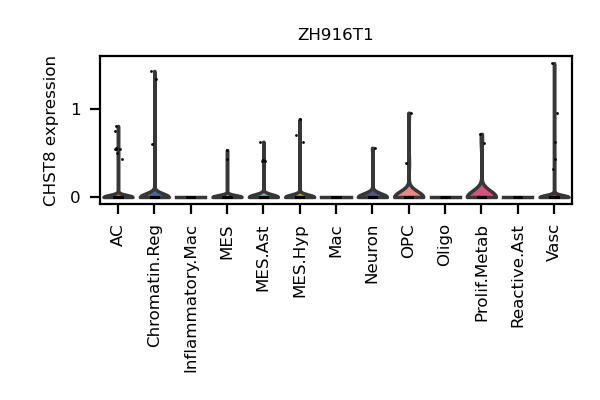 ZH916T1
CHST8 expression
1
0
AC
Chromatin.Reg
Inflammatory.Mac
MES
MES.Ast
MES.Hyp
Mac
Neuron
OPC
Oligo
Prolif.Metab
Reactive.Ast
Vasc